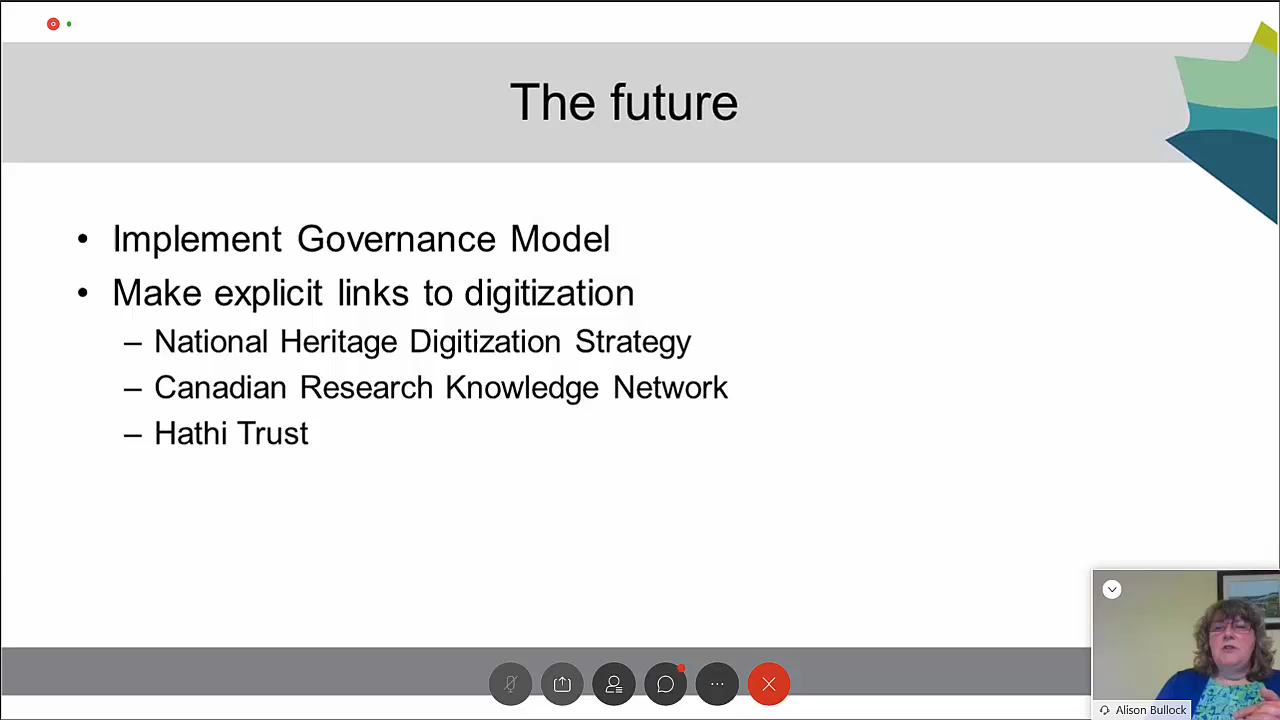 The future
• Implement Governance Model
• Make explicit links to digitization
– National Heritage Digitization Strategy
– Canadian Research Knowledge Network
– Hathi Trust
Alison Bullock